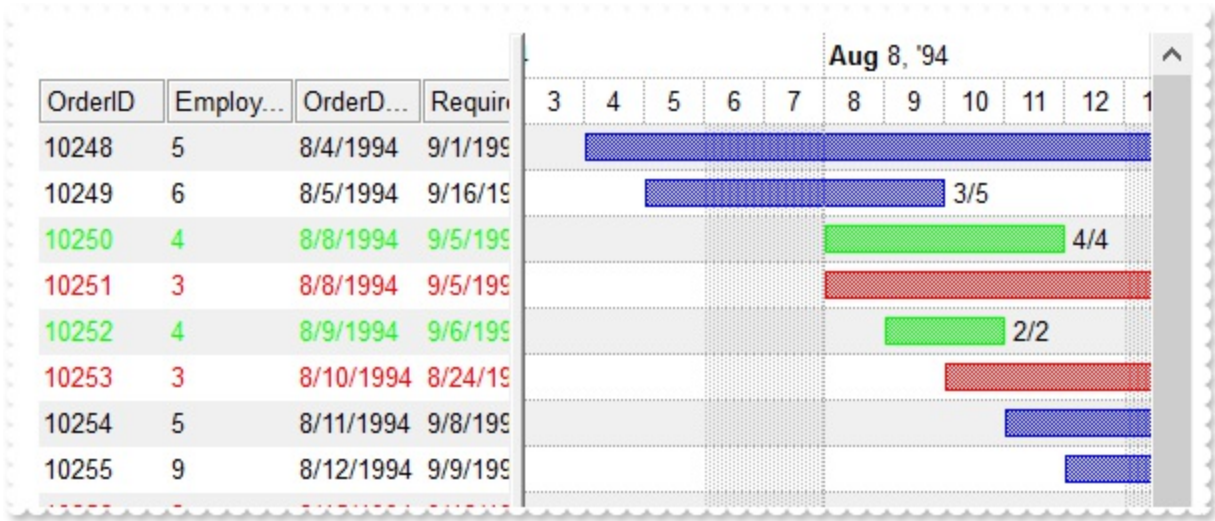 Aug 8, '94
OrderID Employ... OrderD... Require 3 4 5 6 7 8 9 10 11 12 1
10248 5 8/4/1994 9/1/199
10249 6 8/5/1994 9/16/19 3/5
10250 4 8/8/1994 9/5/199 4/4
10251 3 8/8/1994 9/5/199
10252 4 8/9/1994 9/6/199 2/2
10253 3 8/10/1994 8/24/19
10254 5 8/11/1994 9/8/199
10255 9 8/12/1994 9/9/199